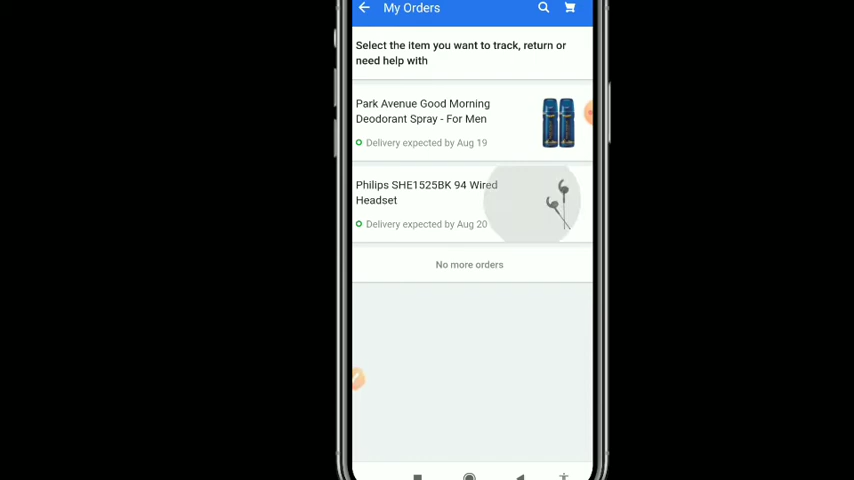 My Orders
Select the item you want to track, return or
need help with
Park Avenue Good Morning
Deodorant Spray - For Men
Delivery expected by Aug 19
Philips SHE1525BK 94 Wired
Headset
Delivery expected by Aug 20
No more orders